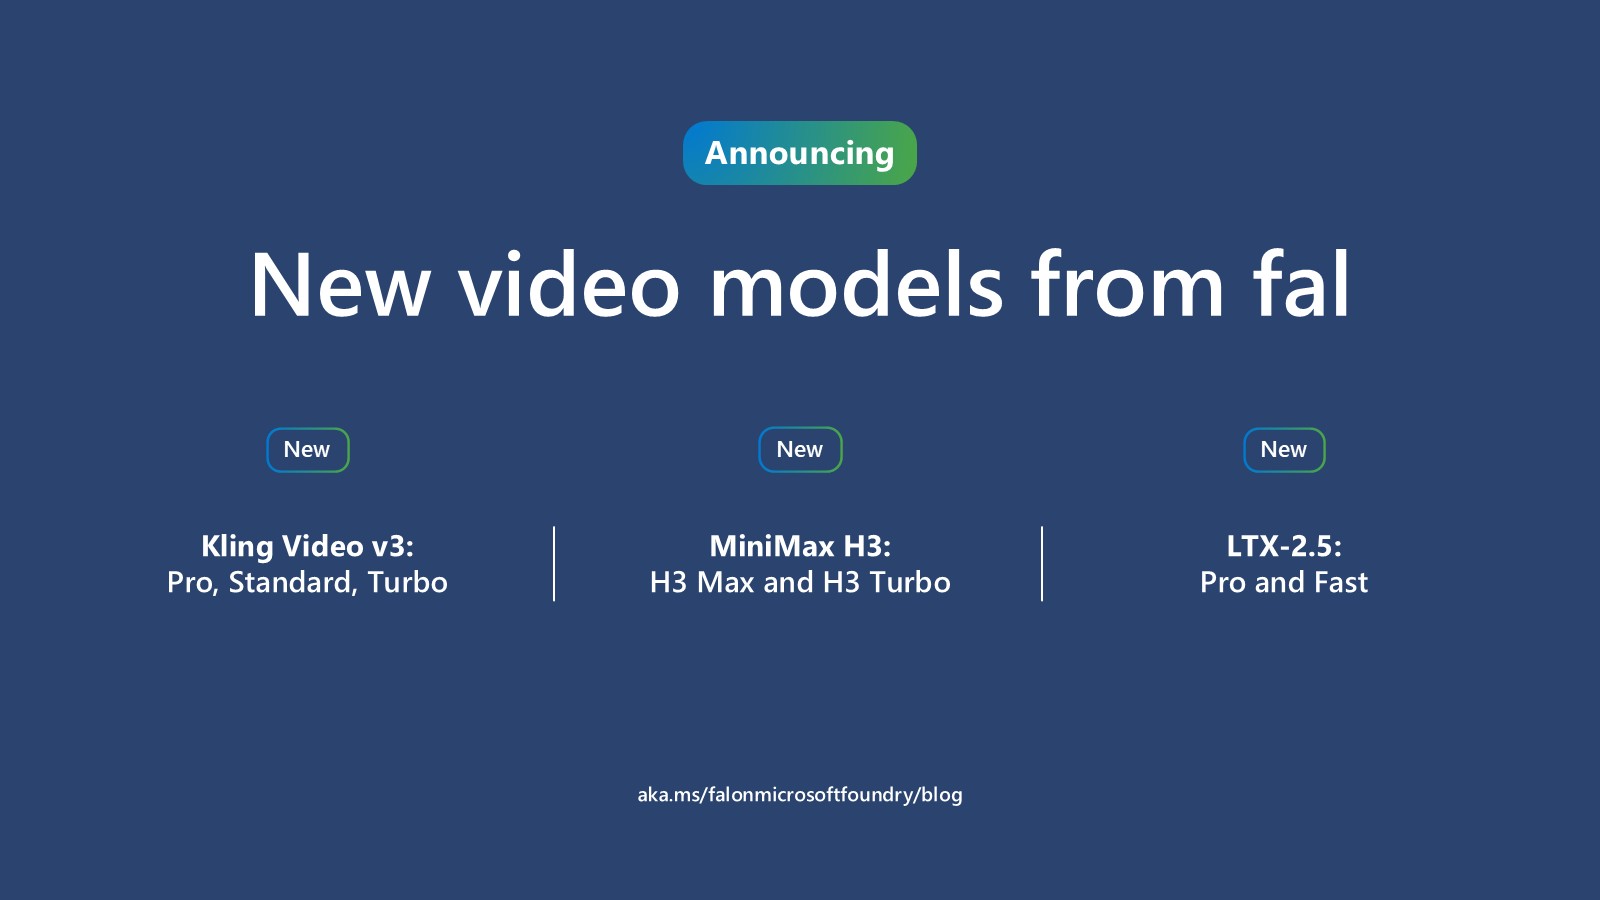 Announcing
New video models from fal
New
New
New
Kling Video v3:
Pro, Standard, Turbo
MiniMax H3:
H3 Max and H3 Turbo
LTX-2.5:
Pro and Fast
aka.ms/falonmicrosoftfoundry/blog